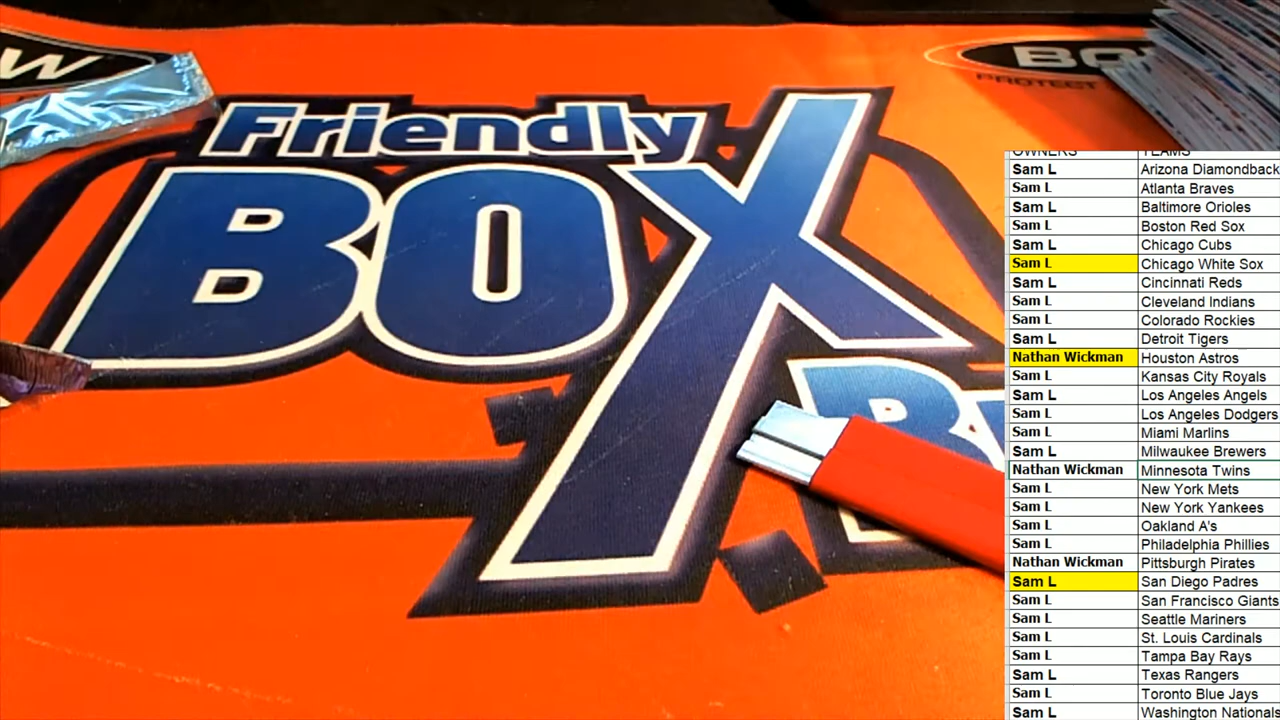 W
Friendly
BOX
PROTECT
OWNERS TEAMS
Sam L Arizona Diamondback
Sam L Atlanta Braves
Sam L Baltimore Orioles
Sam L Boston Red Sox
Sam L Chicago Cubs
Sam L Chicago White Sox
Sam L Cincinnati Reds
Sam L Cleveland Indians
Sam L Colorado Rockies
Sam L Detroit Tigers
Nathan Wickman Houston Astros
Sam L Kansas City Royals
Sam L Los Angeles Angels
Sam L Los Angeles Dodgers
Sam L Miami Marlins
Sam L Milwaukee Brewers
Nathan Wickman Minnesota Twins
Sam L New York Mets
Sam L New York Yankees
Sam L Oakland A's
Sam L Philadelphia Phillies
Nathan Wickman Pittsburgh Pirates
Sam L San Diego Padres
Sam L San Francisco Giants
Sam L Seattle Mariners
Sam L St. Louis Cardinals
Sam L Tampa Bay Rays
Sam L Texas Rangers
Sam L Toronto Blue Jays
Sam L Washington Nationals